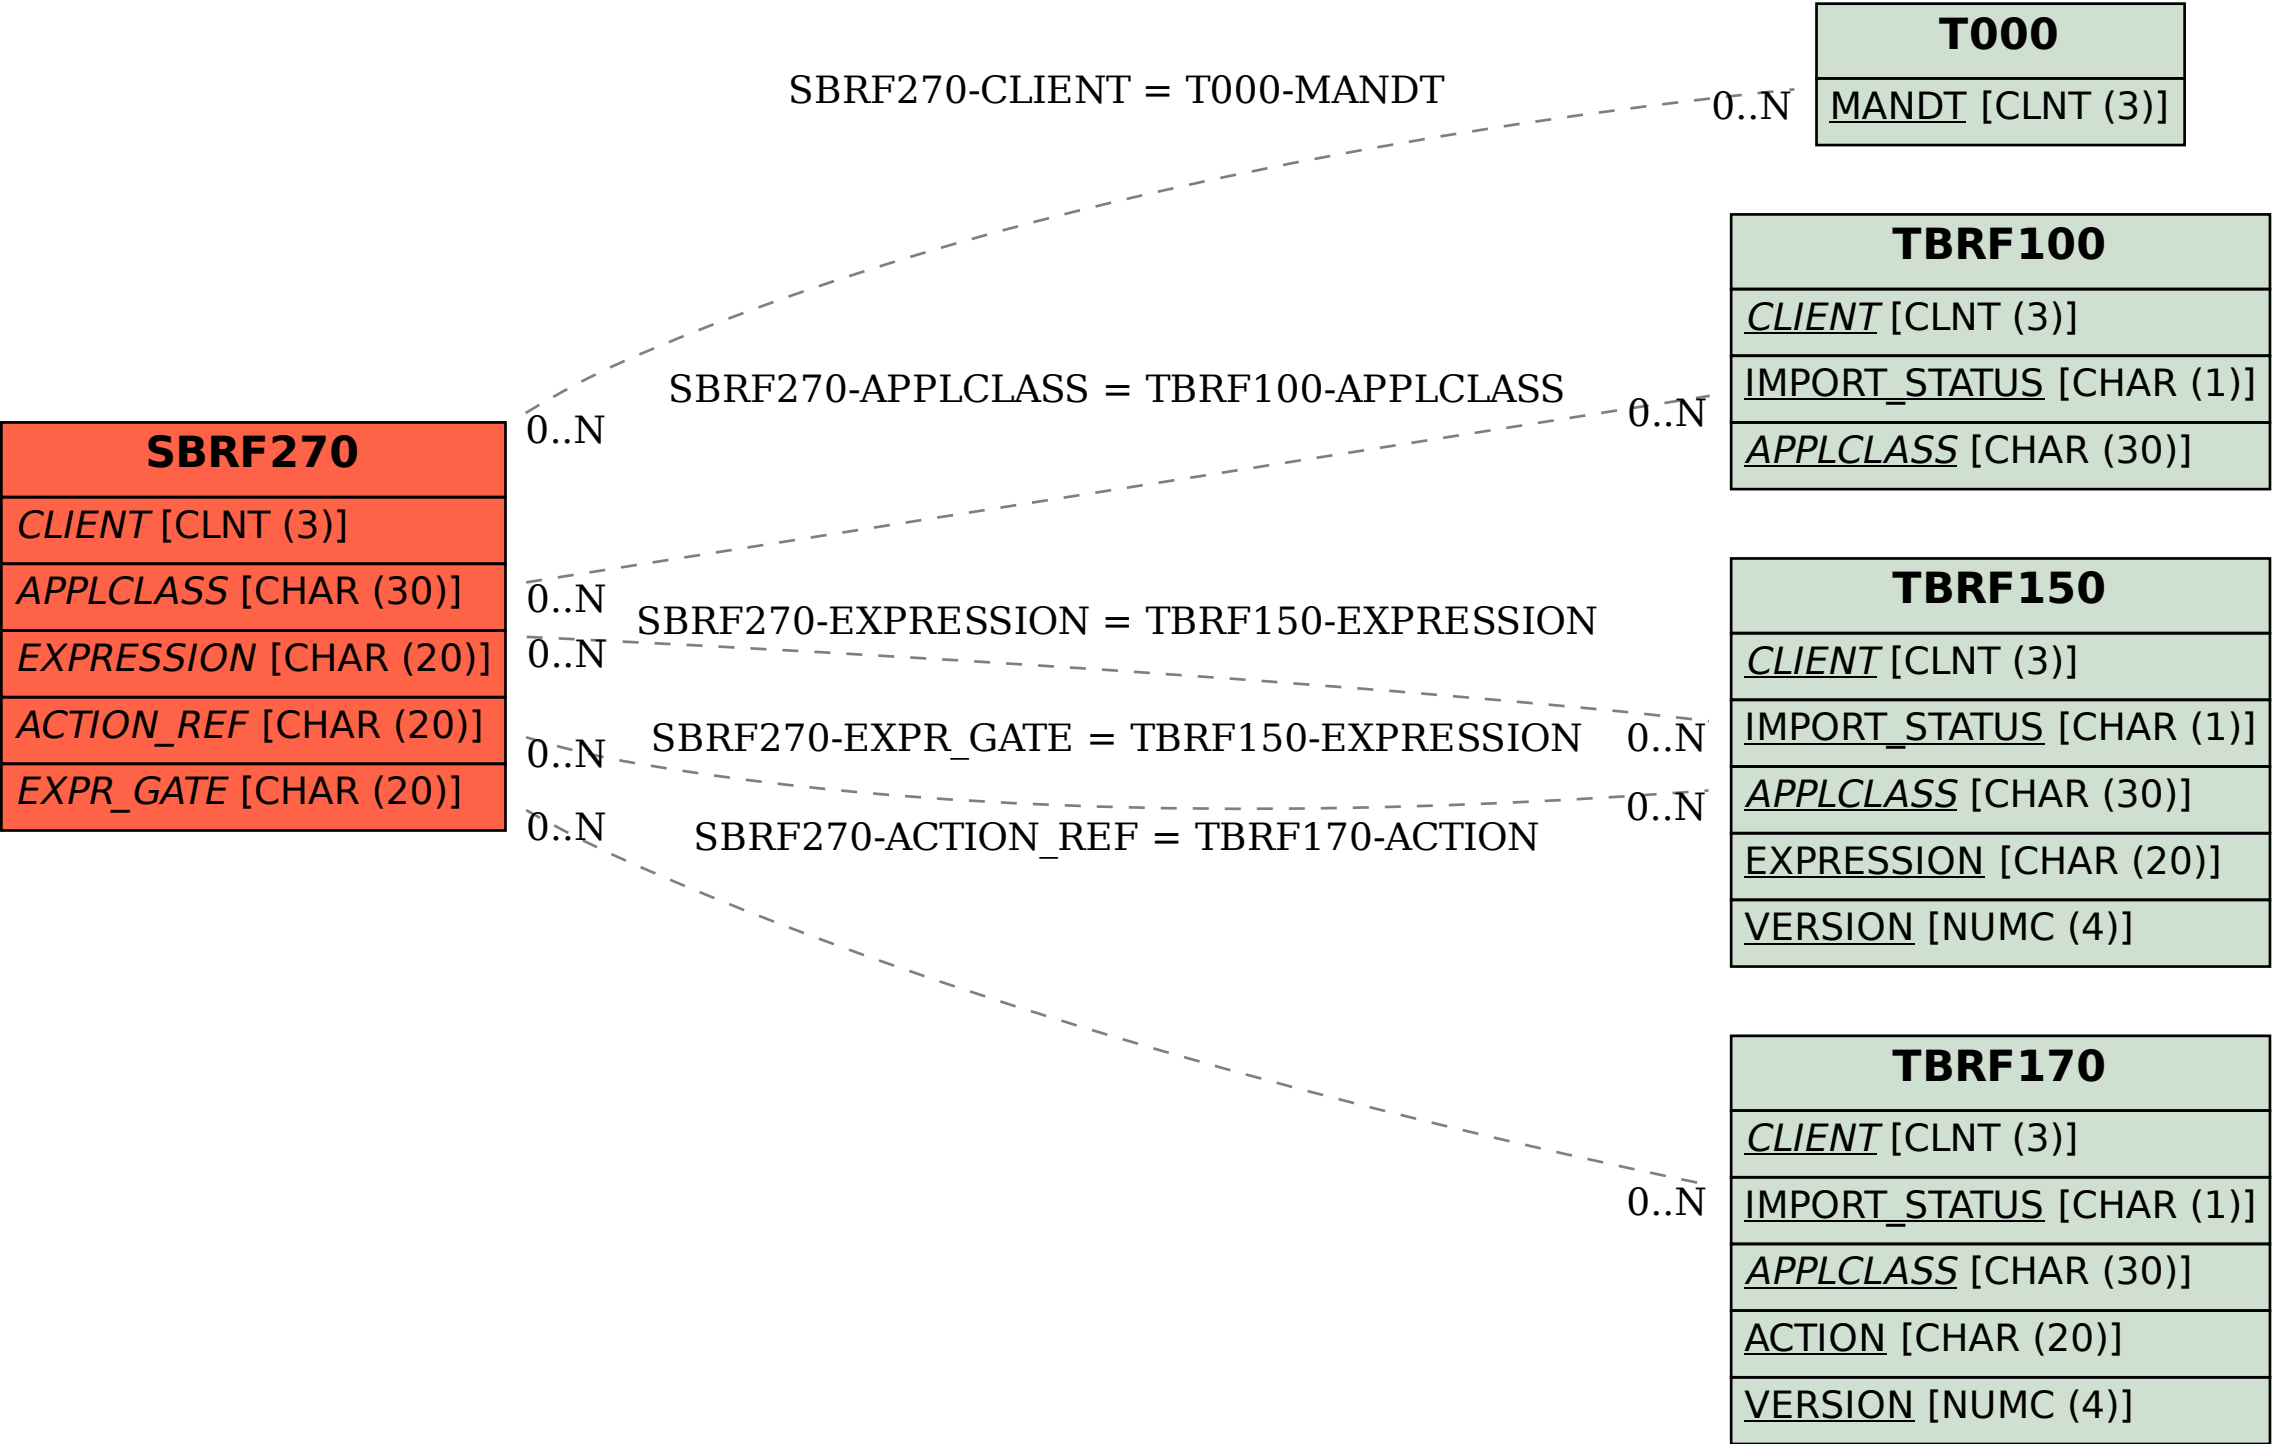 T000
MANDT [CLNT (3)]
SBRF270-CLIENT = T000-MANDT
0..N
0..N
TBRF100
CLIENT [CLNT (3)]
IMPORT_STATUS [CHAR (1)]
APPLCLASS [CHAR (30)]
SBRF270-APPLCLASS = TBRF100-APPLCLASS
0..N
0..N
SBRF270
CLIENT [CLNT (3)]
APPLCLASS [CHAR (30)]
EXPRESSION [CHAR (20)]
ACTION_REF [CHAR (20)]
EXPR_GATE [CHAR (20)]
SBRF270-EXPRESSION = TBRF150-EXPRESSION
0..N
0..N
SBRF270-EXPR_GATE = TBRF150-EXPRESSION
0..N
0..N
SBRF270-ACTION_REF = TBRF170-ACTION
0..N
0..N
TBRF150
CLIENT [CLNT (3)]
IMPORT_STATUS [CHAR (1)]
APPLCLASS [CHAR (30)]
EXPRESSION [CHAR (20)]
VERSION [NUMC (4)]
TBRF170
CLIENT [CLNT (3)]
IMPORT_STATUS [CHAR (1)]
APPLCLASS [CHAR (30)]
ACTION [CHAR (20)]
VERSION [NUMC (4)]